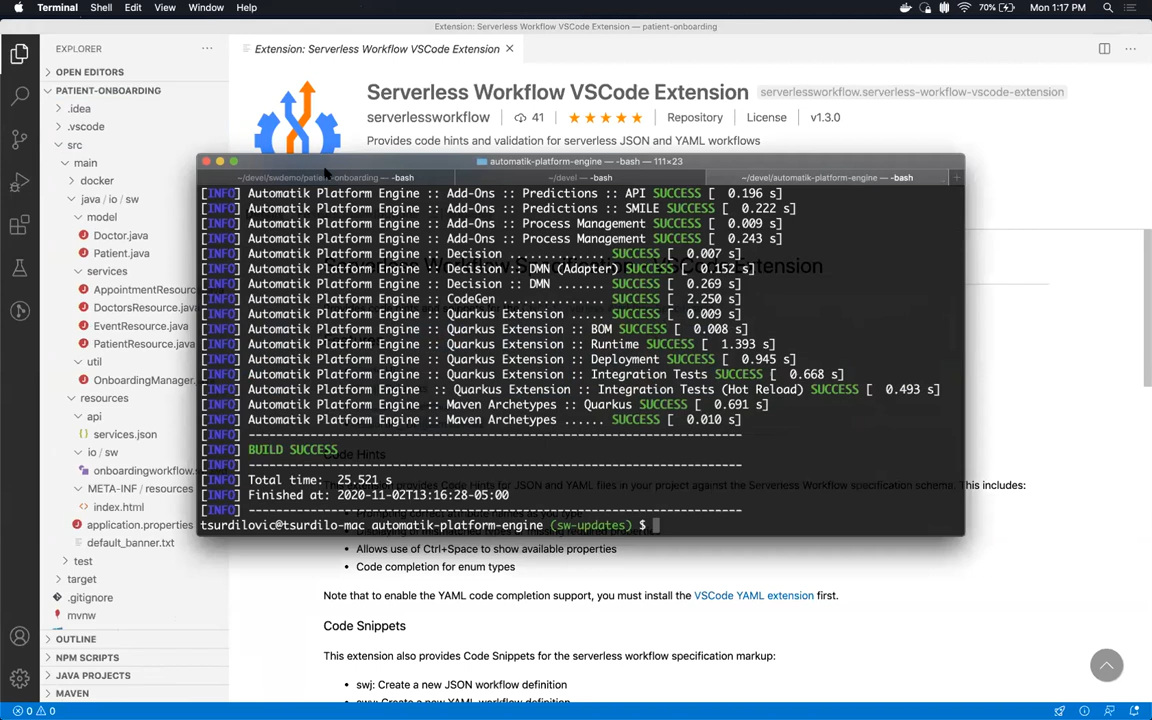 Terminal Shell Edit View Window Help 70% Mon 1:17 PM
Extension: Serverless Workflow VSCode Extension — patient-onboarding
EXPLORER
Extension: Serverless Workflow VSCode Extension
OPEN EDITORS
PATIENT-ONBOARDING
.idea
.vscode
src
main
docker
java / io / sw
model
Doctor.java
Patient.java
services
AppointmentResourc
DoctorsResource.java
EventResource.java
PatientResource.java
util
OnboardingManager.
resources
api
services.json
io / sw
onboardingworkflow.s
META-INF / resources
index.html
application.properties
default_banner.txt
test
target
.gitignore
mvnw
OUTLINE
NPM SCRIPTS
JAVA PROJECTS
MAVEN
0 0
Serverless Workflow VSCode Extension serverlessworkflow.serverless-workflow-vscode-extension
serverlessworkflow 41 Repository License v1.3.0
Provides code hints and validation for serverless JSON and YAML workflows
automatik-platform-engine — -bash — 111×23
~/devel/swdemo/patient-onboarding — -bash ~/devel — -bash ~/devel/automatik-platform-engine — -bash
[INFO] Automatik Platform Engine :: Add-Ons :: Predictions :: API SUCCESS [ 0.196 s]
[INFO] Automatik Platform Engine :: Add-Ons :: Predictions :: SMILE SUCCESS [ 0.222 s]
[INFO] Automatik Platform Engine :: Add-Ons :: Process Management SUCCESS [ 0.009 s]
[INFO] Automatik Platform Engine :: Add-Ons :: Process Management SUCCESS [ 0.243 s]
[INFO] Automatik Platform Engine :: Decision ............. SUCCESS [ 0.007 s]
[INFO] Automatik Platform Engine :: Decision :: DMN (Adapter) SUCCESS [ 0.152 s]
[INFO] Automatik Platform Engine :: Decision :: DMN ....... SUCCESS [ 0.269 s]
[INFO] Automatik Platform Engine :: CodeGen .............. SUCCESS [ 2.250 s]
[INFO] Automatik Platform Engine :: Quarkus Extension .... SUCCESS [ 0.009 s]
[INFO] Automatik Platform Engine :: Quarkus Extension :: BOM SUCCESS [ 0.008 s]
[INFO] Automatik Platform Engine :: Quarkus Extension :: Runtime SUCCESS [ 1.393 s]
[INFO] Automatik Platform Engine :: Quarkus Extension :: Deployment SUCCESS [ 0.945 s]
[INFO] Automatik Platform Engine :: Quarkus Extension :: Integration Tests SUCCESS [ 0.668 s]
[INFO] Automatik Platform Engine :: Quarkus Extension :: Integration Tests (Hot Reload) SUCCESS [ 0.493 s]
[INFO] Automatik Platform Engine :: Maven Archetypes :: Quarkus SUCCESS [ 0.691 s]
[INFO] Automatik Platform Engine :: Maven Archetypes ...... SUCCESS [ 0.010 s]
[INFO] ------------------------------------------------------------------------
[INFO] BUILD SUCCESS
[INFO] ------------------------------------------------------------------------
[INFO] Total time: 25.521 s
[INFO] Finished at: 2020-11-02T13:16:28-05:00
[INFO] ------------------------------------------------------------------------
tsurdilovic@tsurdilo-mac automatik-platform-engine (sw-updates) $
Code Hints
This includes:
Allows use of Ctrl+Space to show available properties
Code completion for enum types
Note that to enable the YAML code completion support, you must install the VSCode YAML extension first.
Code Snippets
This extension also provides Code Snippets for the serverless workflow specification markup:
swj: Create a new JSON workflow definition